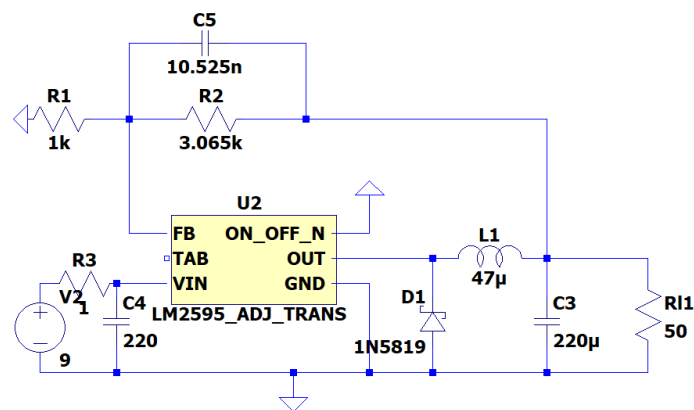 C5
10.525n
R1
R2
1k
3.065k
U2
FB
ON_OFF_N
TAB
OUT
VIN
GND
LM2595_ADJ_TRANS
R3
1
V2
9
C4
220
L1
47µ
D1
1N5819
C3
220µ
Rl1
50